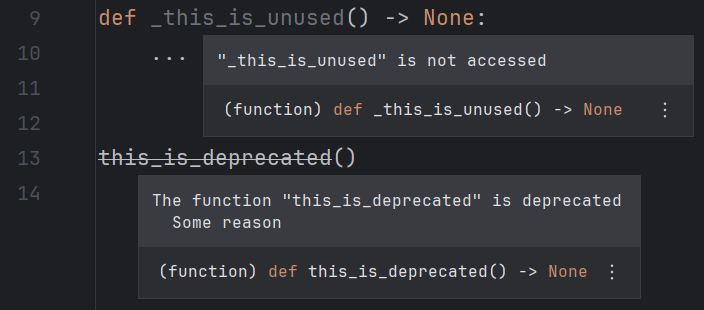 9 def _this_is_unused() -> None:
10 ...
"_this_is_unused" is not accessed
11
(function) def _this_is_unused() -> None ⋮
12
13 this_is_deprecated()
14
The function "this_is_deprecated" is deprecated
Some reason
(function) def this_is_deprecated() -> None ⋮